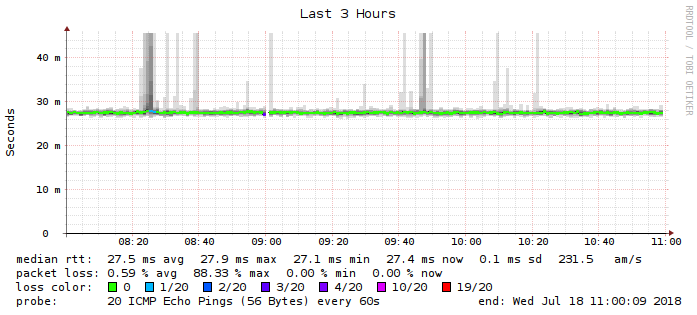 Last 3 Hours
RRDTOOL / TOBI OETIKER
Seconds
40 m
30 m
20 m
10 m
0
08:20 08:40 09:00 09:20 09:40 10:00 10:20 10:40 11:00
median rtt: 27.5 ms avg 27.9 ms max 27.1 ms min 27.4 ms now 0.1 ms sd 231.5 am/s
packet loss: 0.59 % avg 88.33 % max 0.00 % min 0.00 % now
loss color: 0 1/20 2/20 3/20 4/20 10/20 19/20
probe: 20 ICMP Echo Pings (56 Bytes) every 60s end: Wed Jul 18 11:00:09 2018